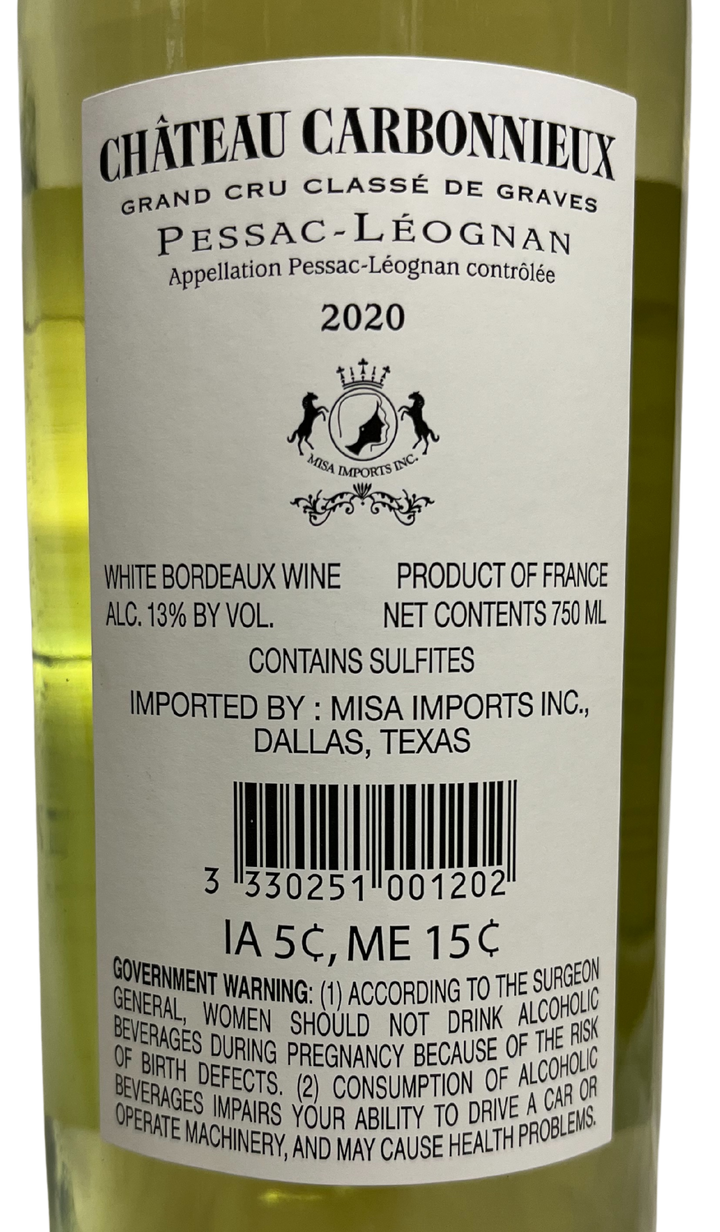 CHÂTEAU CARBONNIEUX
GRAND CRU CLASSÉ DE GRAVES
PESSAC-LÉOGNAN
Appellation Pessac-Léognan contrôlée
2020
MISA IMPORTS INC.
WHITE BORDEAUX WINE PRODUCT OF FRANCE
ALC. 13% BY VOL. NET CONTENTS 750 ML
CONTAINS SULFITES
IMPORTED BY : MISA IMPORTS INC.,
DALLAS, TEXAS
3 330251 001202
IA 5¢, ME 15¢
GOVERNMENT WARNING: (1) ACCORDING TO THE SURGEON
GENERAL, WOMEN SHOULD NOT DRINK ALCOHOLIC
BEVERAGES DURING PREGNANCY BECAUSE OF THE RISK
OF BIRTH DEFECTS. (2) CONSUMPTION OF ALCOHOLIC
BEVERAGES IMPAIRS YOUR ABILITY TO DRIVE A CAR OR
OPERATE MACHINERY, AND MAY CAUSE HEALTH PROBLEMS.